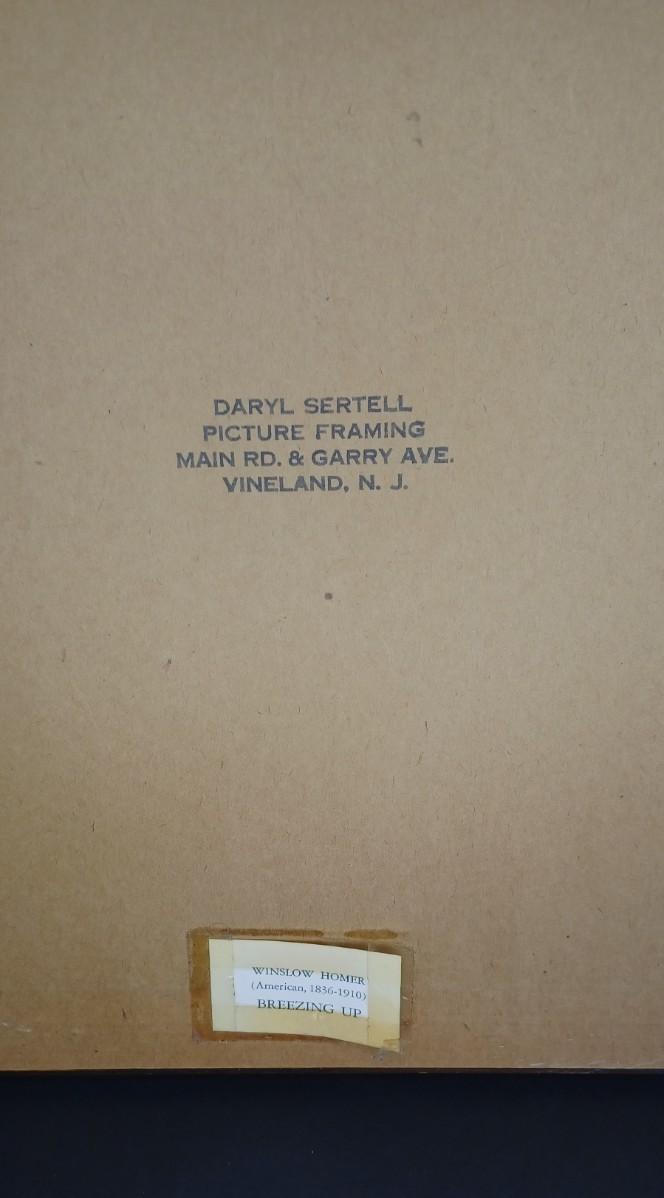 DARYL SERTELL
PICTURE FRAMING
MAIN RD. & GARRY AVE.
VINELAND, N. J.
WINSLOW HOMER
(American, 1836-1910)
BREEZING UP